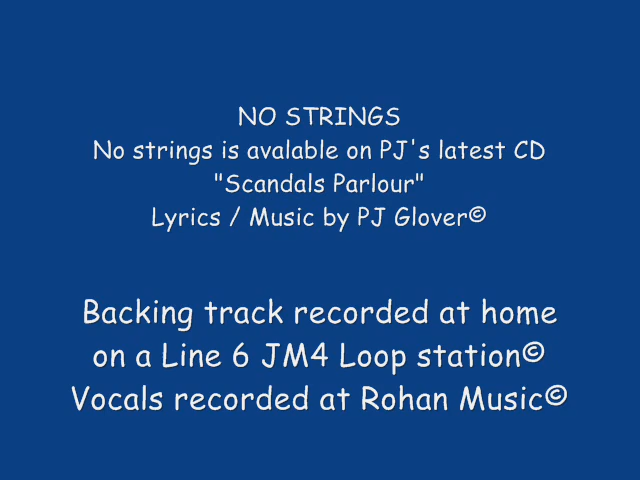 NO STRINGS
No strings is avalable on PJ's latest CD
"Scandals Parlour"
Lyrics / Music by PJ Glover©
Backing track recorded at home
on a Line 6 JM4 Loop station©
Vocals recorded at Rohan Music©